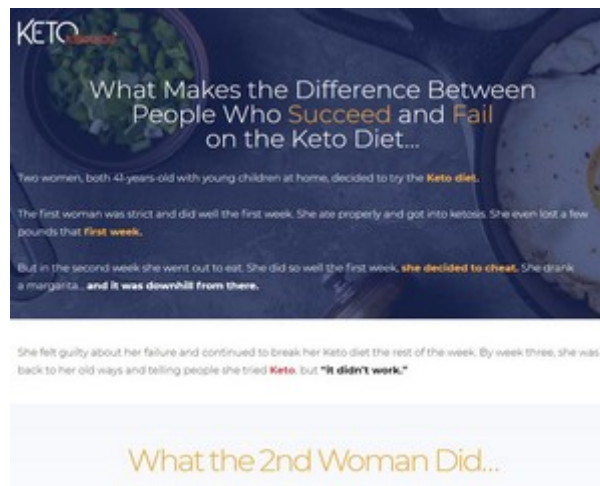 KETO
What Makes the Difference Between
People Who Succeed and Fail
on the Keto Diet...
Two women, both 41-years-old with young children at home, decided to try the Keto diet.
The first woman was strict and did well the first week. She ate properly and got into ketosis. She even lost a few
pounds that first week.
But in the second week she went out to eat. She did so well the first week, she decided to cheat. She drank
a margarita... and it was downhill from there.
She felt guilty about her failure and continued to break her Keto diet the rest of the week. By week three, she was
back to her old ways and telling people she tried Keto, but "it didn't work."
What the 2nd Woman Did...